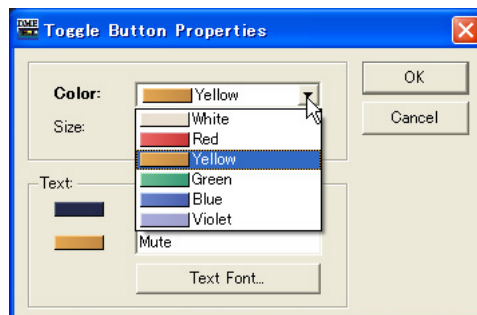 DME
Toggle Button Properties
OK
Cancel
Color:
Yellow
Size:
White
Red
Yellow
Green
Blue
Violet
Text:
Mute
Text Font...